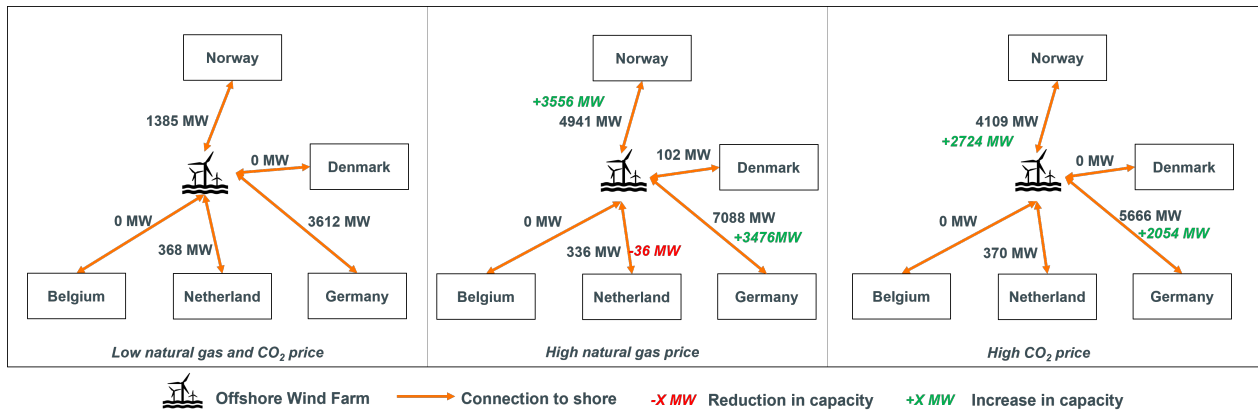 Norway
1385 MW
0 MW
Denmark
3612 MW
0 MW
368 MW
Belgium
Netherland
Germany
Low natural gas and CO2 price
Norway
+3556 MW
4941 MW
102 MW
Denmark
7088 MW
0 MW
+3476MW
336 MW
-36 MW
Belgium
Netherland
Germany
High natural gas price
Norway
4109 MW
+2724 MW
0 MW
Denmark
5666 MW
0 MW
+2054 MW
370 MW
Belgium
Netherland
Germany
High CO2 price
Offshore Wind Farm
Connection to shore
-X MW
Reduction in capacity
+X MW
Increase in capacity